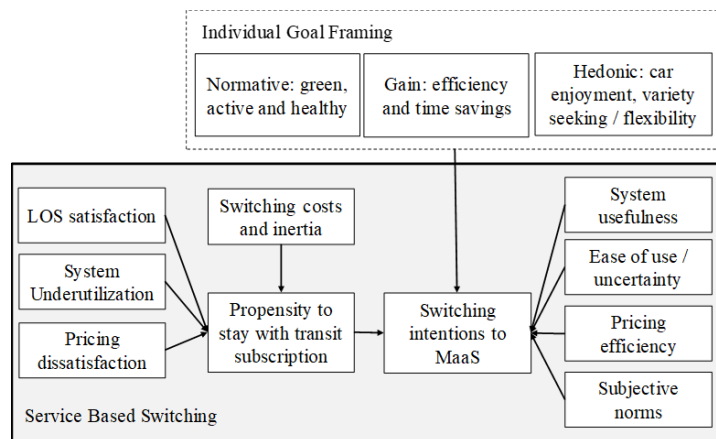 Individual Goal Framing
Normative: green,
active and healthy
Gain: efficiency
and time savings
Hedonic: car
enjoyment, variety
seeking / flexibility
LOS satisfaction
System
Underutilization
Pricing
dissatisfaction
Switching costs
and inertia
Propensity to
stay with transit
subscription
Switching
intentions to
MaaS
System
usefulness
Ease of use /
uncertainty
Pricing
efficiency
Subjective
norms
Service Based Switching